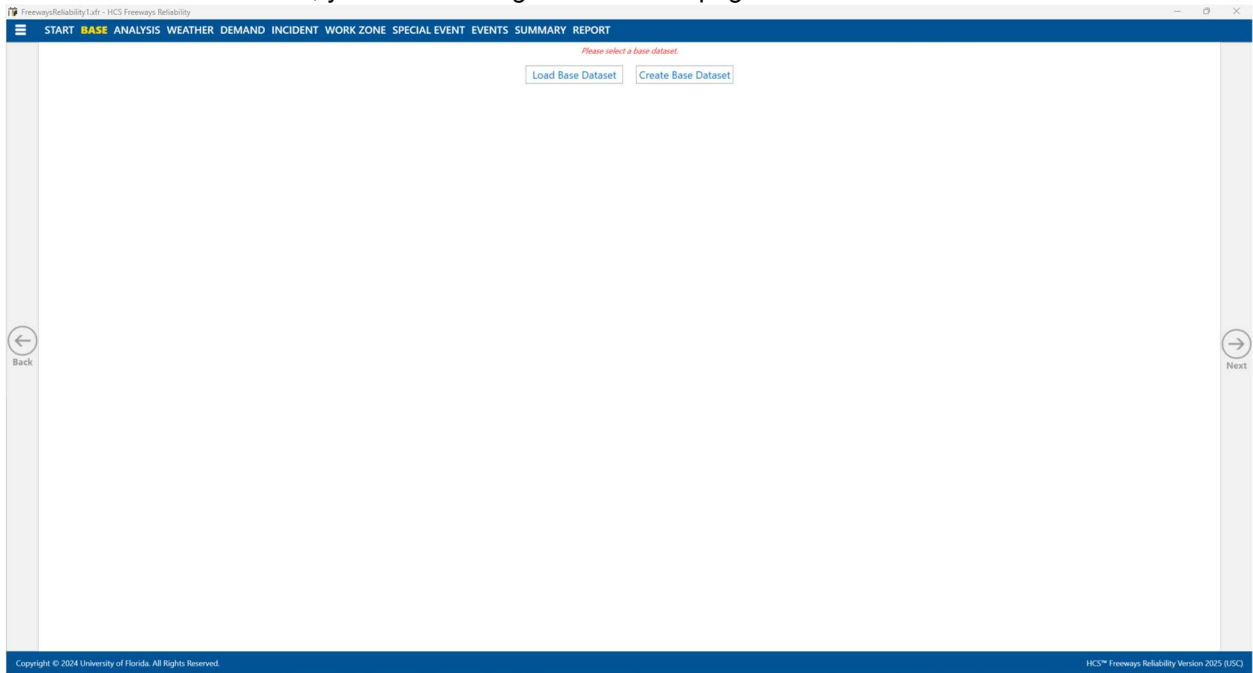 FreewaysReliability1.xfr - HCS Freeways Reliability
START BASE ANALYSIS WEATHER DEMAND INCIDENT WORK ZONE SPECIAL EVENT EVENTS SUMMARY REPORT
Please select a base dataset.
Load Base Dataset Create Base Dataset
Back
Next
Copyright © 2024 University of Florida. All Rights Reserved.
HCS™ Freeways Reliability Version 2025 (USC)